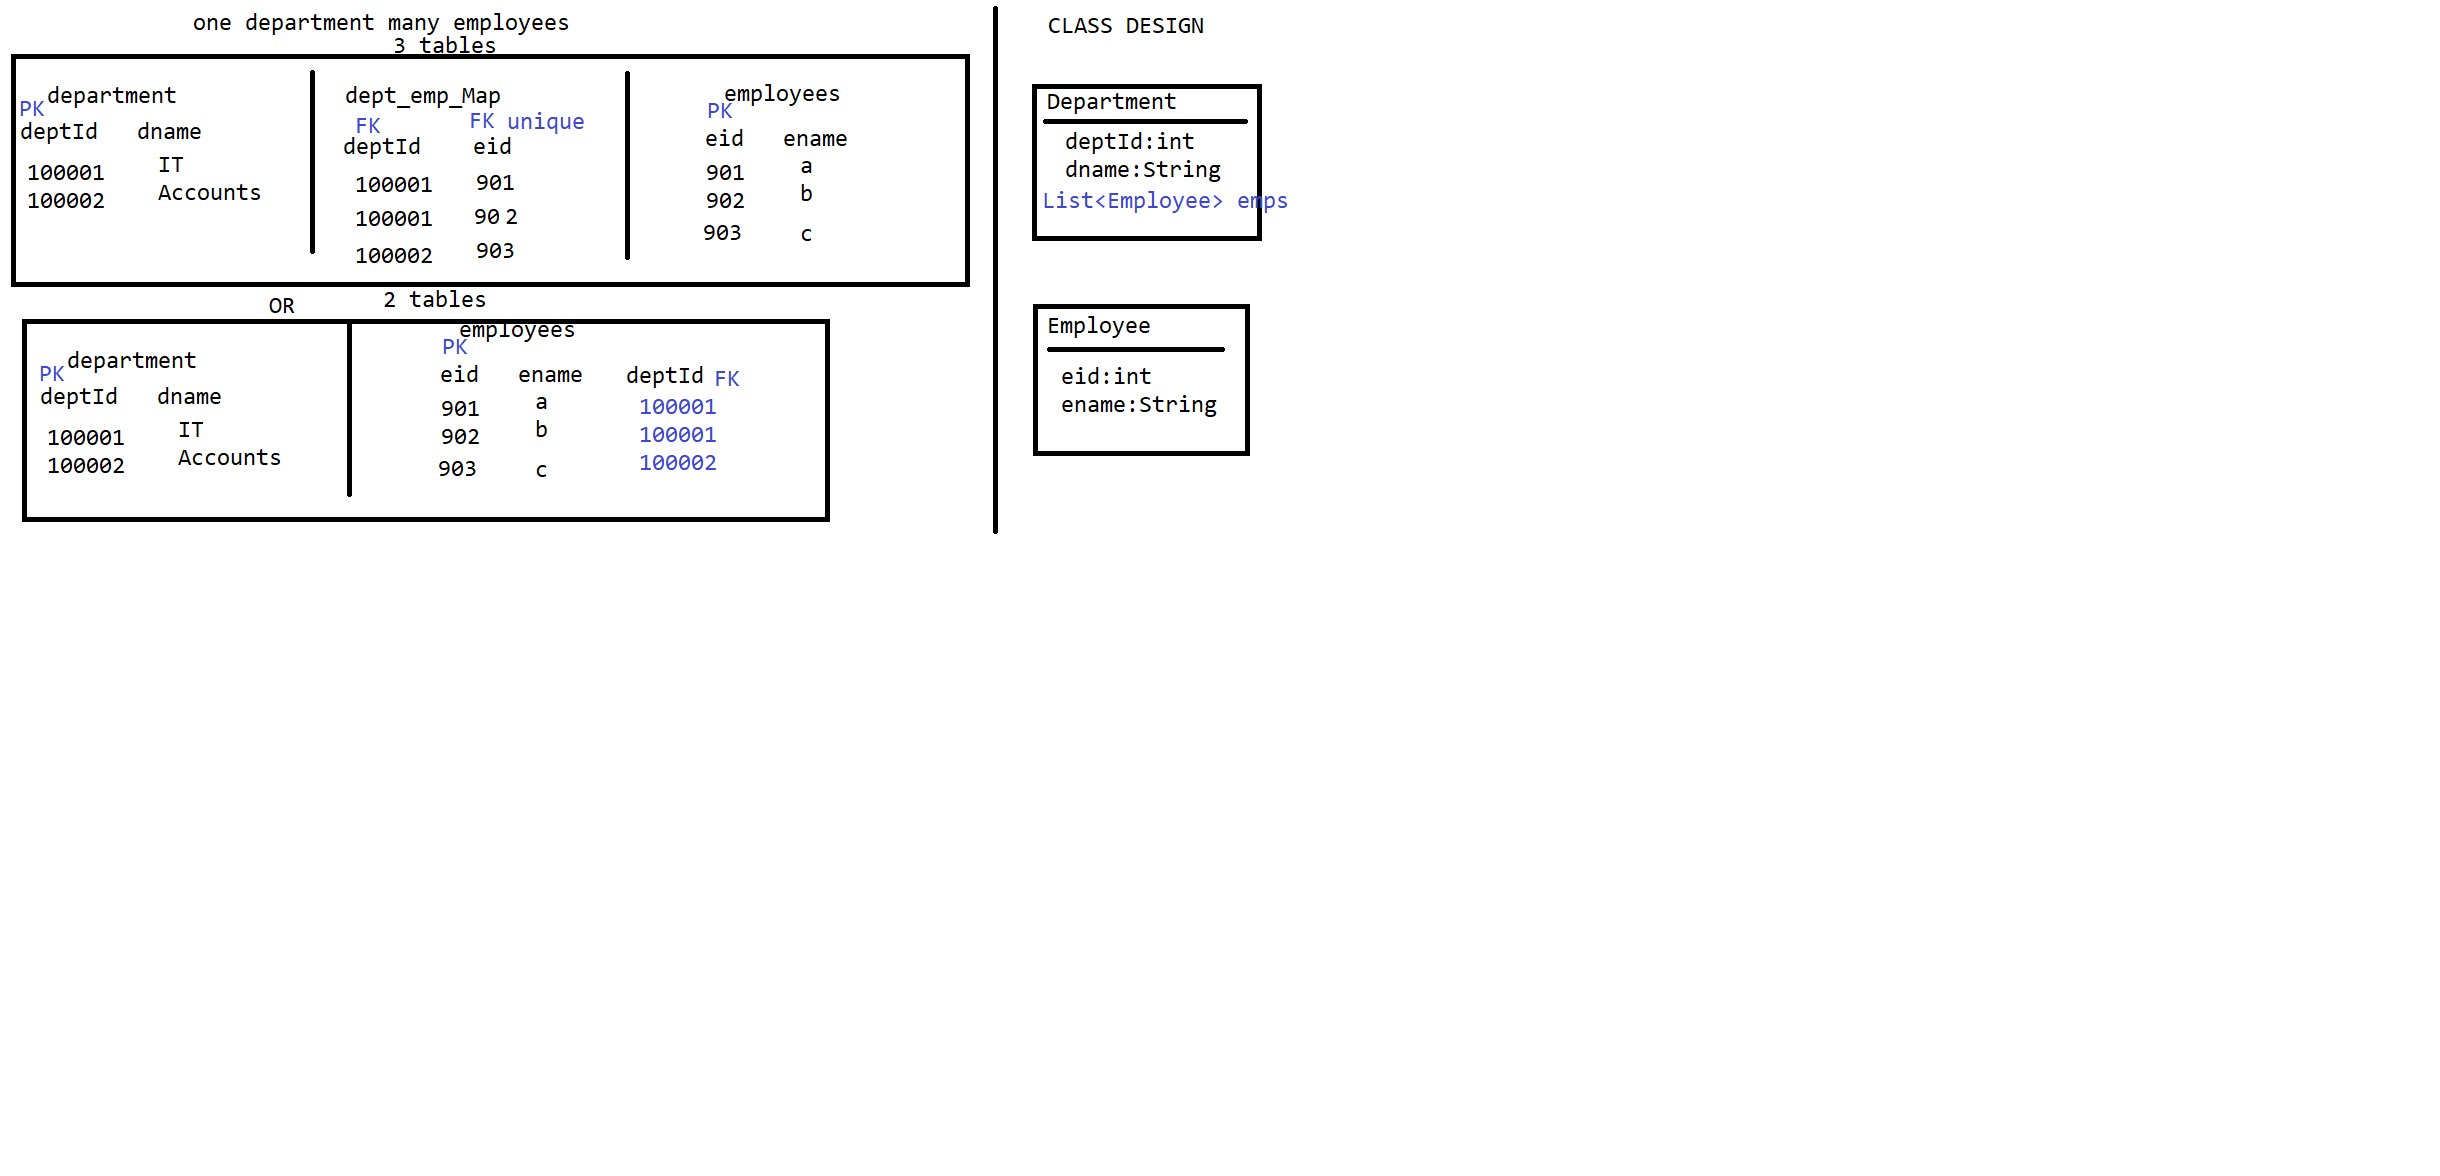 one department many employees
3 tables
department
PK
deptId dname
100001 IT
100002 Accounts
dept_emp_Map
FK FK unique
deptId eid
100001 901
100001 90 2
100002 903
employees
PK
eid ename
901 a
902 b
903 c
OR 2 tables
department
PK
deptId dname
100001 IT
100002 Accounts
employees
PK
eid ename deptId FK
901 a 100001
902 b 100001
903 c 100002
CLASS DESIGN
Department
deptId:int
dname:String
List<Employee> emps
Employee
eid:int
ename:String